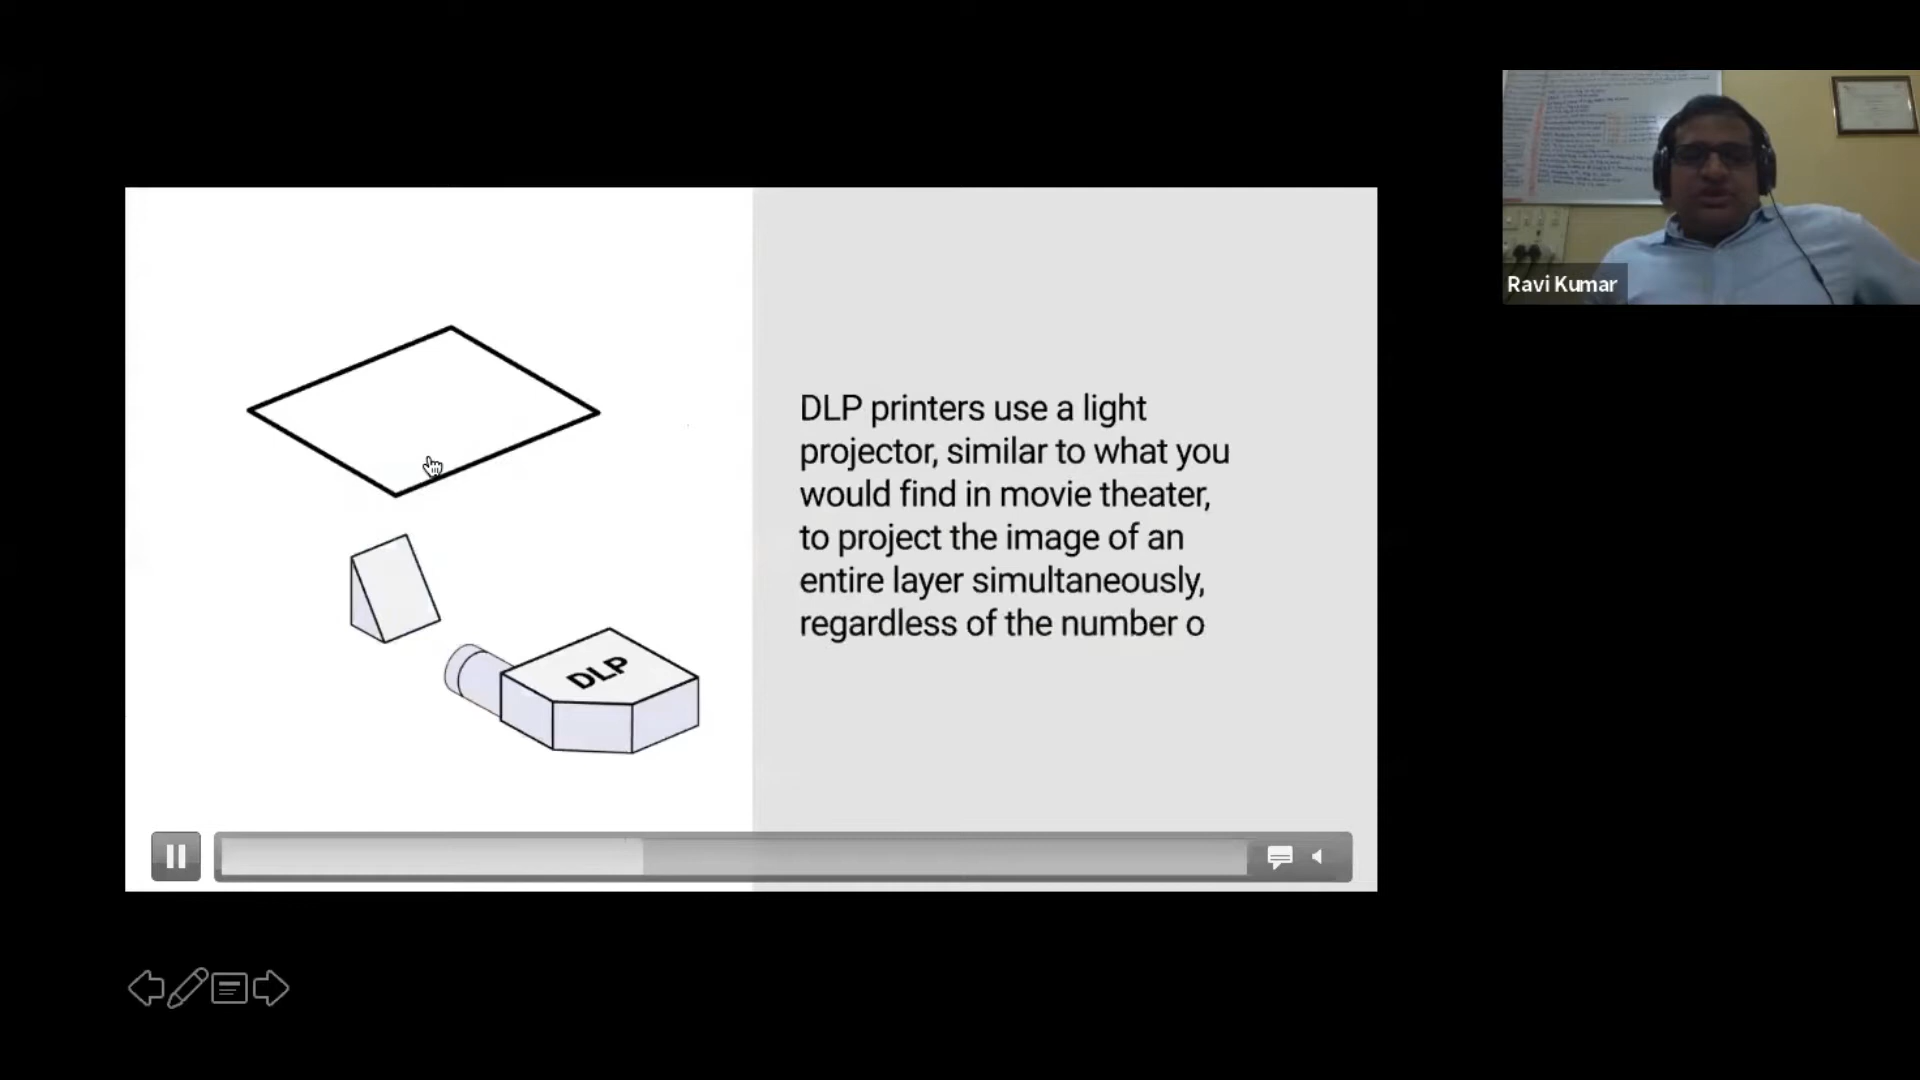 DLP printers use a light
projector, similar to what you
would find in movie theater,
to project the image of an
entire layer simultaneously,
regardless of the number o
DLP
Ravi Kumar